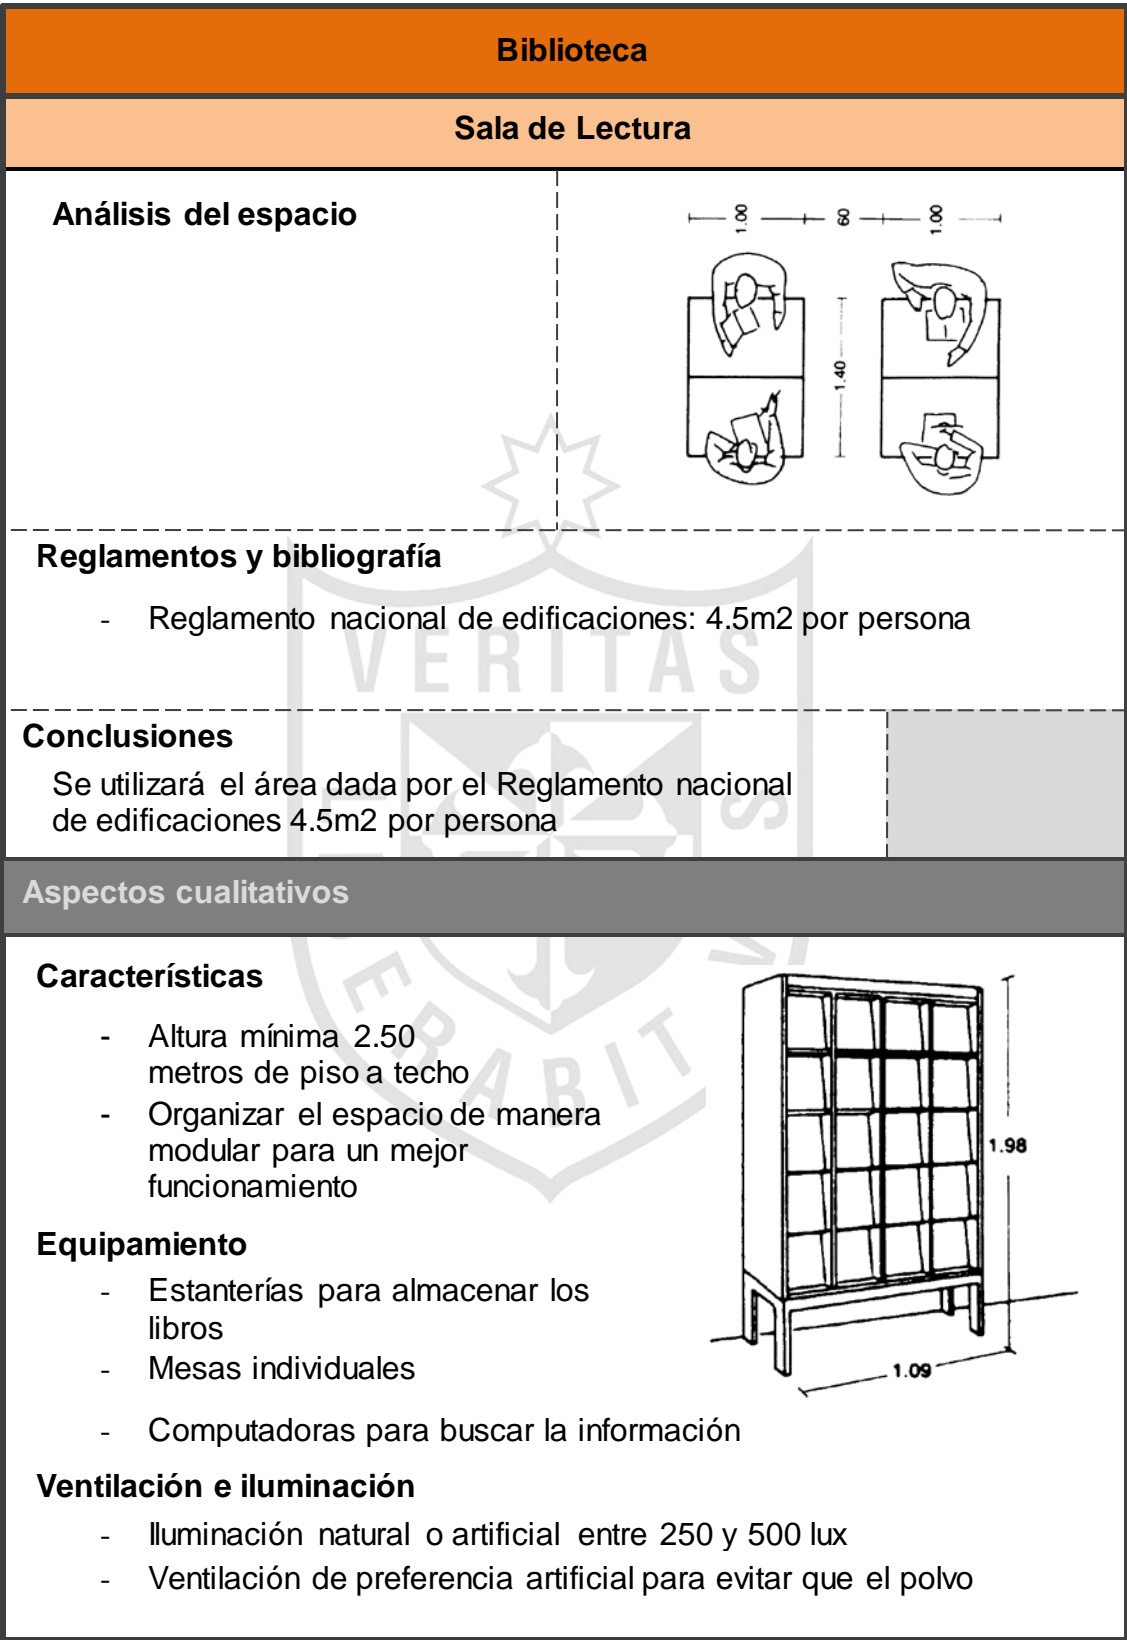 Biblioteca
Sala de Lectura
Análisis del espacio
1.00
60
1.00
1.40
Reglamentos y bibliografía
- Reglamento nacional de edificaciones: 4.5m2 por persona
VERITAS
Conclusiones
Se utilizará el área dada por el Reglamento nacional
de edificaciones 4.5m2 por persona
Aspectos cualitativos
Características
- Altura mínima 2.50
metros de piso a techo
- Organizar el espacio de manera
modular para un mejor
funcionamiento
1.98
1.09
Equipamiento
- Estanterías para almacenar los
libros
- Mesas individuales
- Computadoras para buscar la información
Ventilación e iluminación
- Iluminación natural o artificial entre 250 y 500 lux
- Ventilación de preferencia artificial para evitar que el polvo